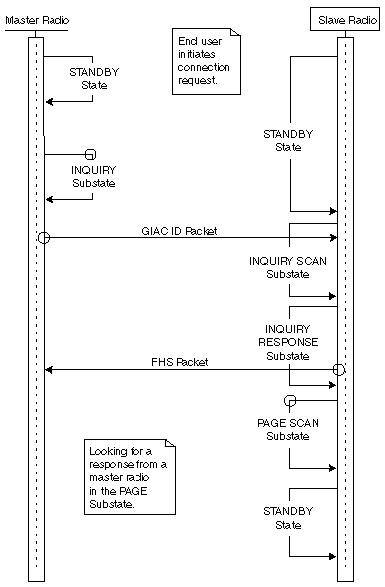 Master Radio
Slave Radio
End user
initiates
connection
request.
STANDBY
State
STANDBY
State
INQUIRY
Substate
GIAC ID Packet
INQUIRY SCAN
Substate
INQUIRY
RESPONSE
Substate
FHS Packet
PAGE SCAN
Substate
Looking for a
response from a
master radio
in the PAGE
Substate.
STANDBY
State